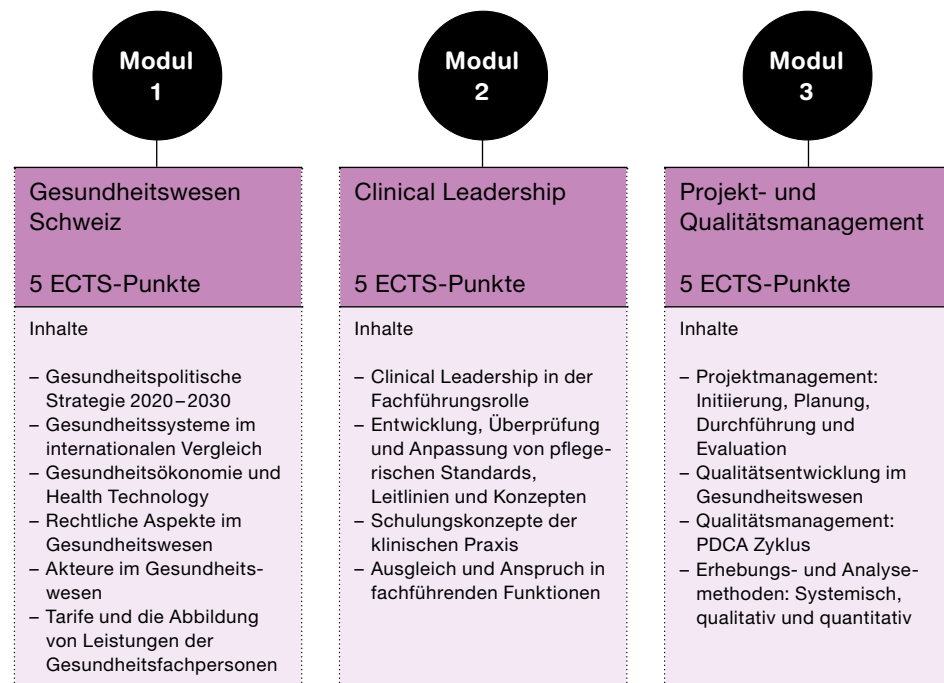 Modul
1
Gesundheitswesen
Schweiz
5 ECTS-Punkte
Inhalte
– Gesundheitspolitische
Strategie 2020–2030
– Gesundheitssysteme im
internationalen Vergleich
– Gesundheitsökonomie und
Health Technology
– Rechtliche Aspekte im
Gesundheitswesen
– Akteure im Gesundheits-
wesen
– Tarife und die Abbildung
von Leistungen der
Gesundheitsfachpersonen
Modul
2
Clinical Leadership
5 ECTS-Punkte
Inhalte
– Clinical Leadership in der
Fachführungsrolle
– Entwicklung, Überprüfung
und Anpassung von pflege-
rischen Standards,
Leitlinien und Konzepten
– Schulungskonzepte der
klinischen Praxis
– Ausgleich und Anspruch in
fachführenden Funktionen
Modul
3
Projekt- und
Qualitätsmanagement
5 ECTS-Punkte
Inhalte
– Projektmanagement:
Initiierung, Planung,
Durchführung und
Evaluation
– Qualitätsentwicklung im
Gesundheitswesen
– Qualitätsmanagement:
PDCA Zyklus
– Erhebungs- und Analyse-
methoden: Systemisch,
qualitativ und quantitativ